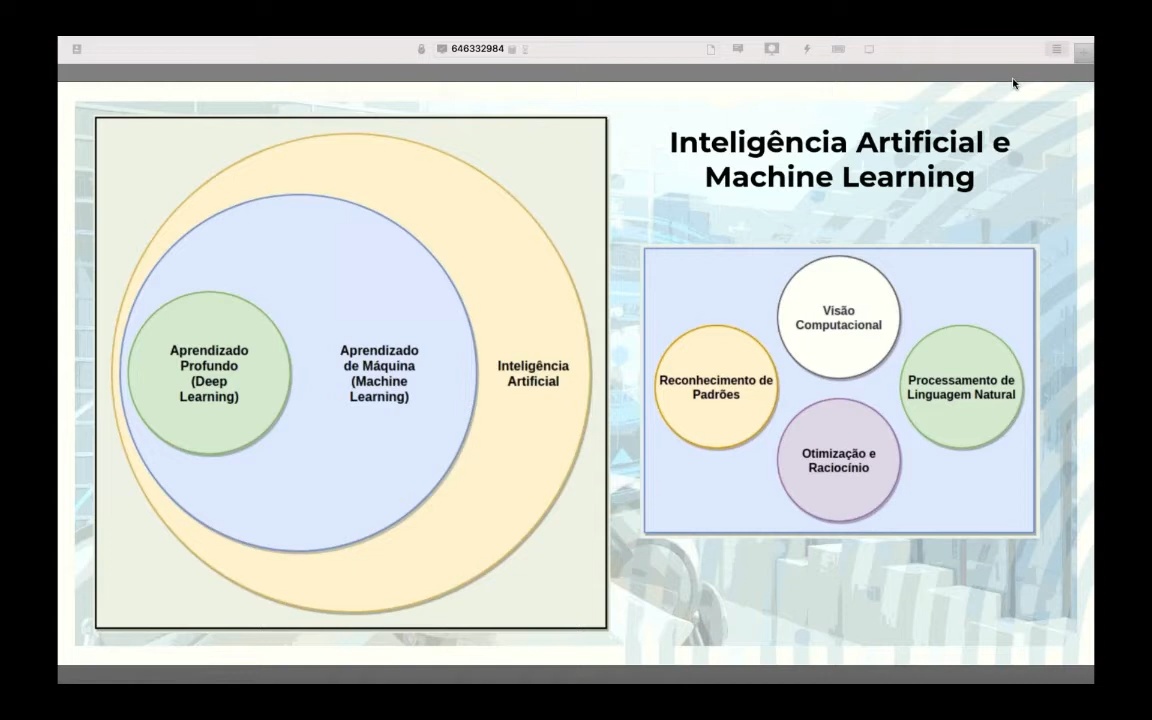 646332984
Inteligência Artificial e
Machine Learning
Aprendizado
Profundo
(Deep
Learning)
Aprendizado
de Máquina
(Machine
Learning)
Inteligência
Artificial
Visão
Computacional
Reconhecimento de
Padrões
Processamento de
Linguagem Natural
Otimização e
Raciocínio